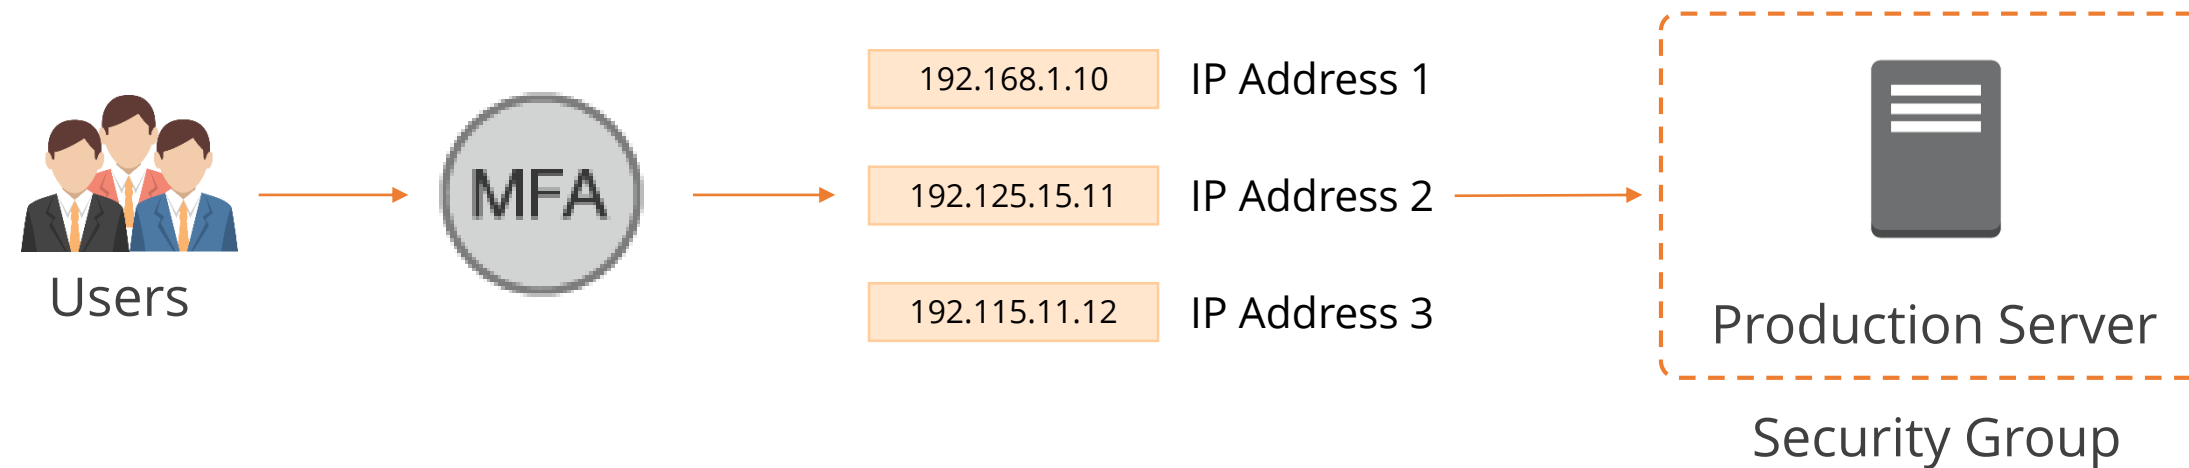 Users
MFA
192.168.1.10 IP Address 1
192.125.15.11 IP Address 2
192.115.11.12 IP Address 3
Production Server
Security Group